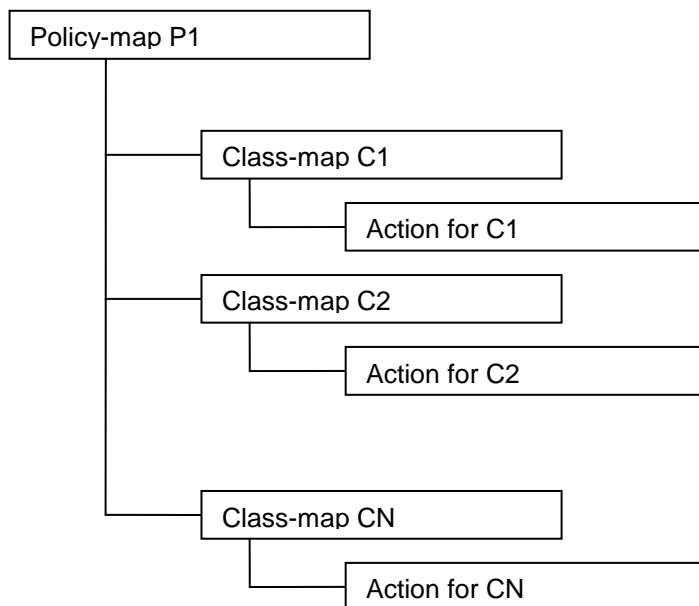 Policy-map P1
Class-map C1
Action for C1
Class-map C2
Action for C2
Class-map CN
Action for CN